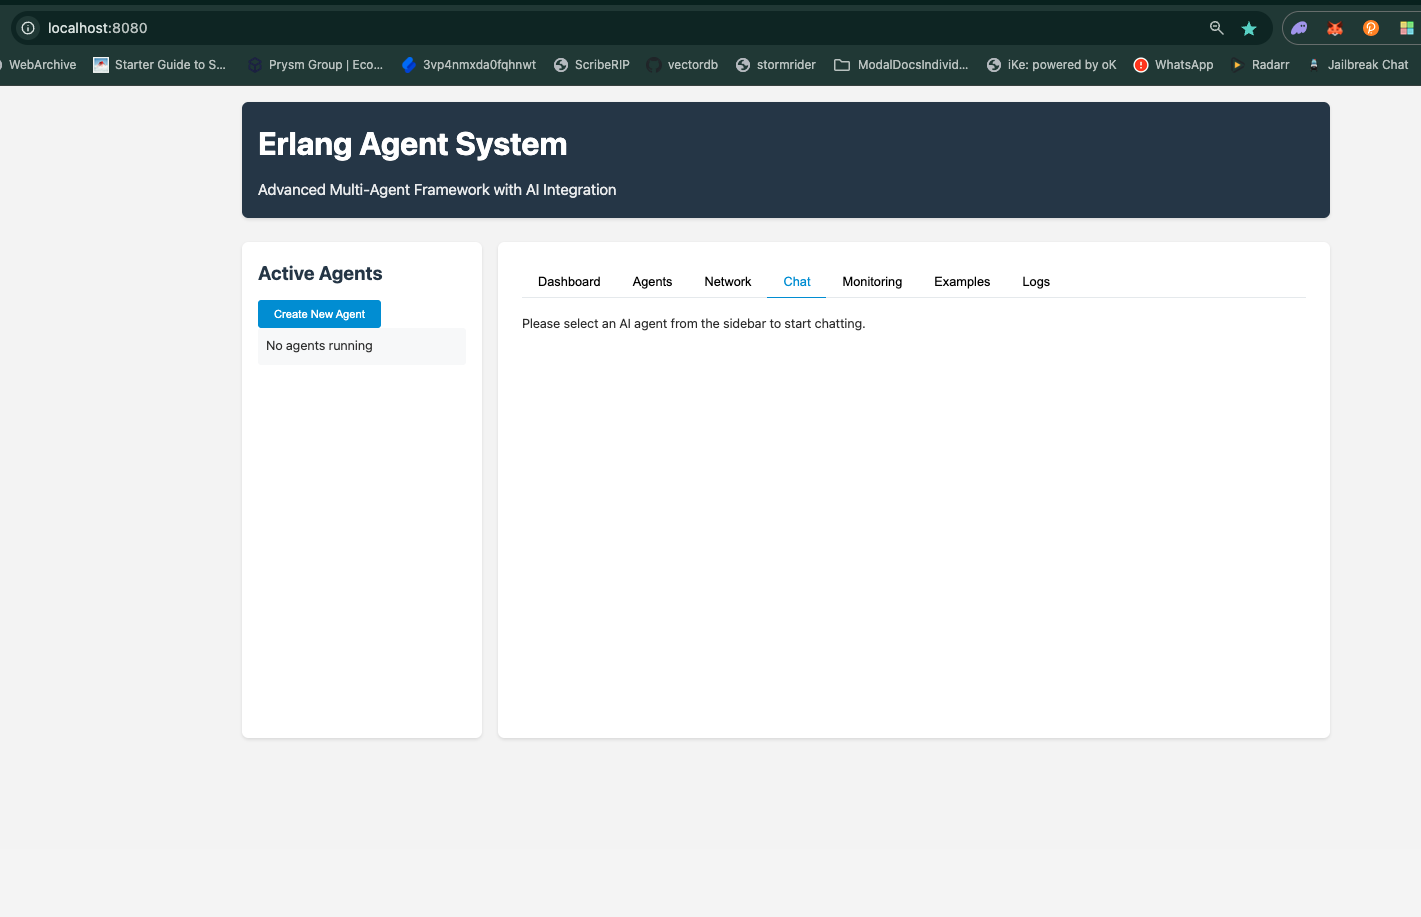 localhost:8080
WebArchive Starter Guide to S... Prysm Group | Eco... 3vp4nmxda0fqhnwt ScribeRIP vectordb stormrider ModalDocsIndivid... iKe: powered by oK WhatsApp Radarr Jailbreak Chat
Erlang Agent System
Advanced Multi-Agent Framework with AI Integration
Active Agents
Create New Agent
No agents running
Dashboard Agents Network Chat Monitoring Examples Logs
Please select an AI agent from the sidebar to start chatting.